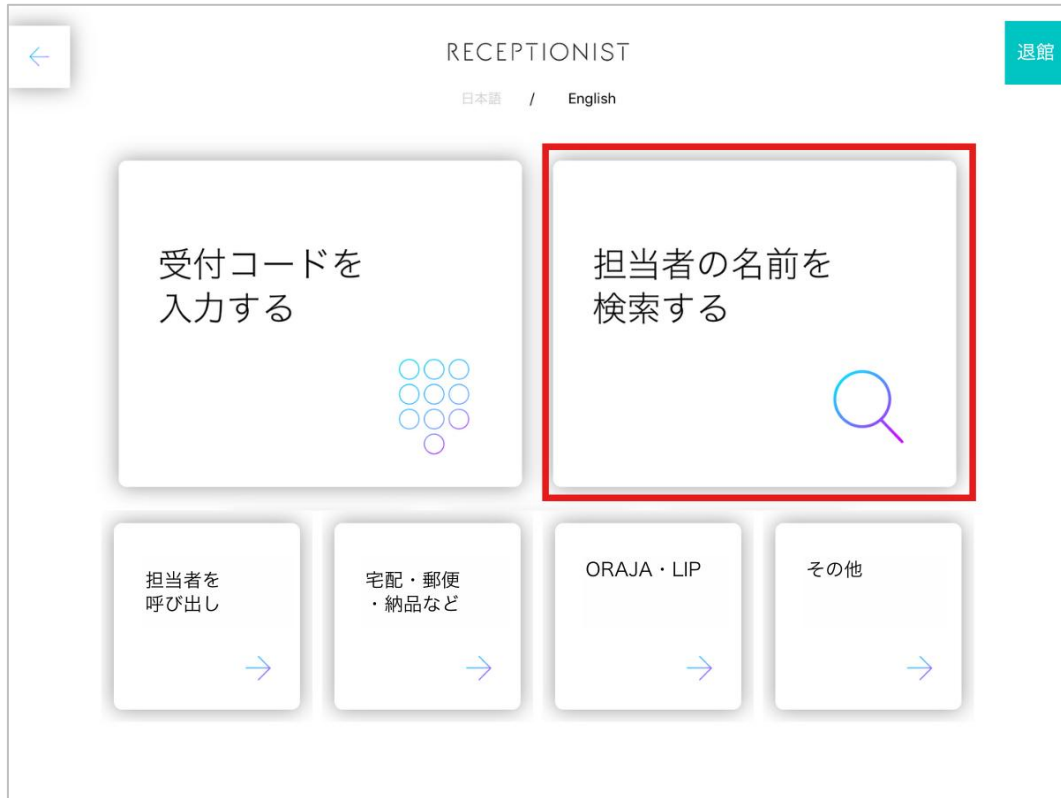 RECEPTIONIST
退館
日本語 / English
受付コードを
入力する
担当者の名前を
検索する
担当者を
呼び出し
宅配・郵便
・納品など
ORAJA・LIP
その他